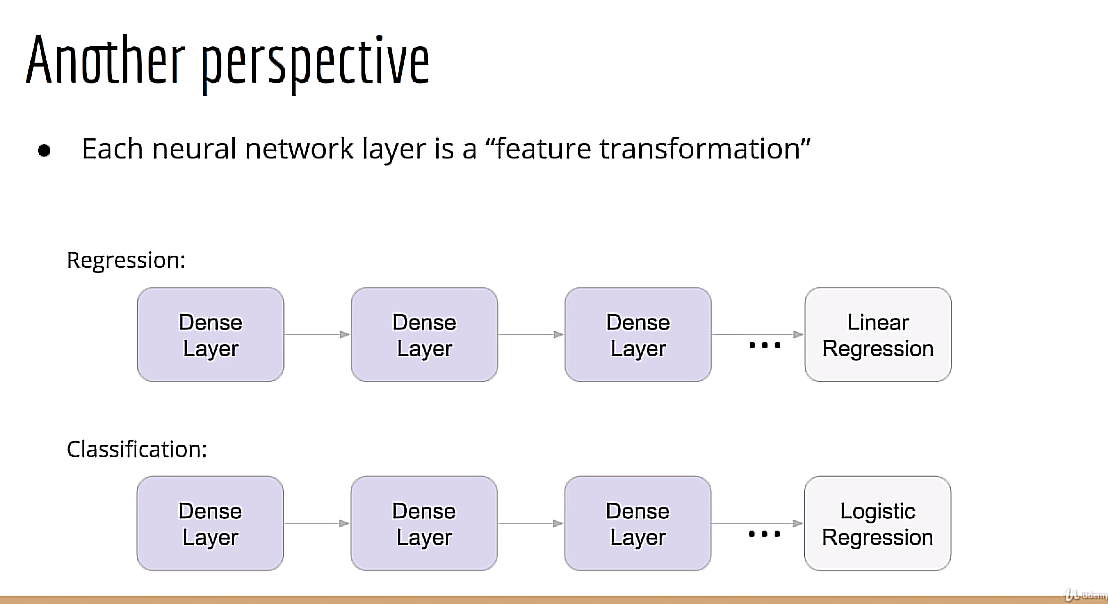 Another perspective
● Each neural network layer is a “feature transformation”
Regression:
Dense
Layer
Dense
Layer
Dense
Layer
...
Linear
Regression
Classification:
Dense
Layer
Dense
Layer
Dense
Layer
...
Logistic
Regression
Udemy